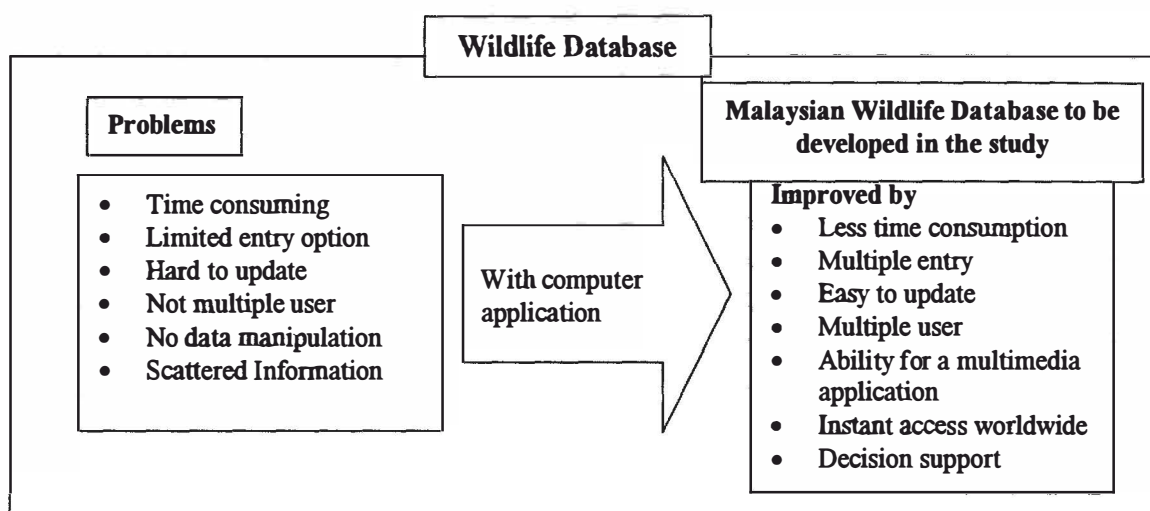 Wildlife Database
Problems
• Time consuming
• Limited entry option
• Hard to update
• Not multiple user
• No data manipulation
• Scattered Information
With computer
application
Malaysian Wildlife Database to be
developed in the study
Improved by
• Less time consumption
• Multiple entry
• Easy to update
• Multiple user
• Ability for a multimedia
application
• Instant access worldwide
• Decision support